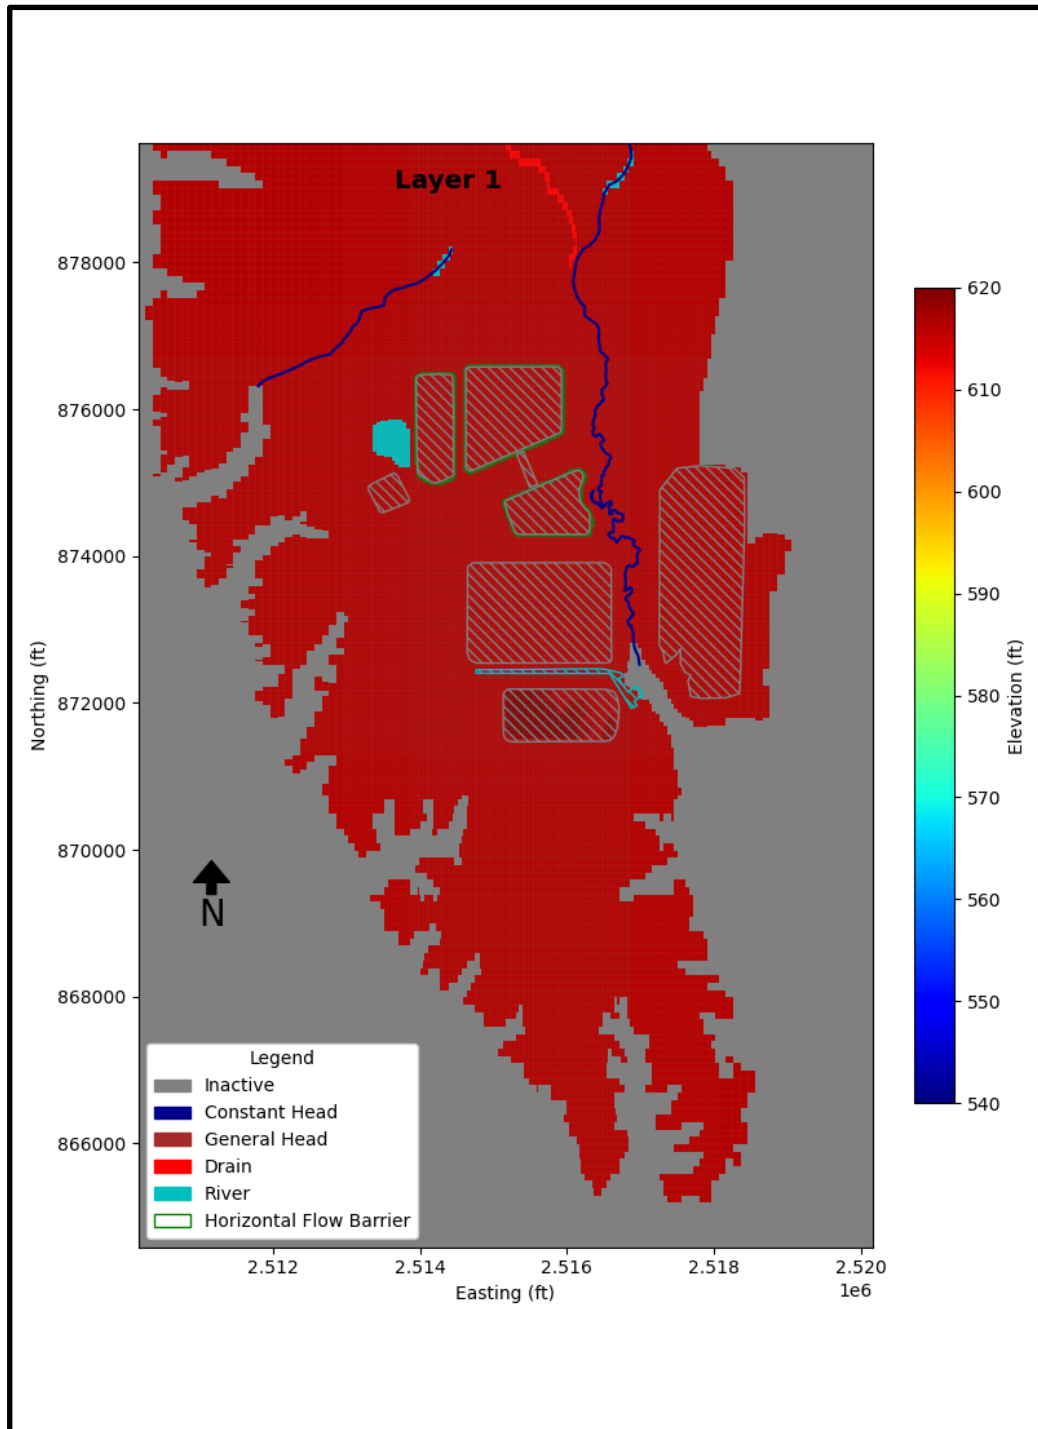 Layer 1
878000
876000
874000
872000
870000
868000
866000
Northing (ft)
N
Legend
Inactive
Constant Head
General Head
Drain
River
Horizontal Flow Barrier
2.512 2.514 2.516 2.518 2.520
1e6
Easting (ft)
620
610
600
590
580
570
560
550
540
Elevation (ft)